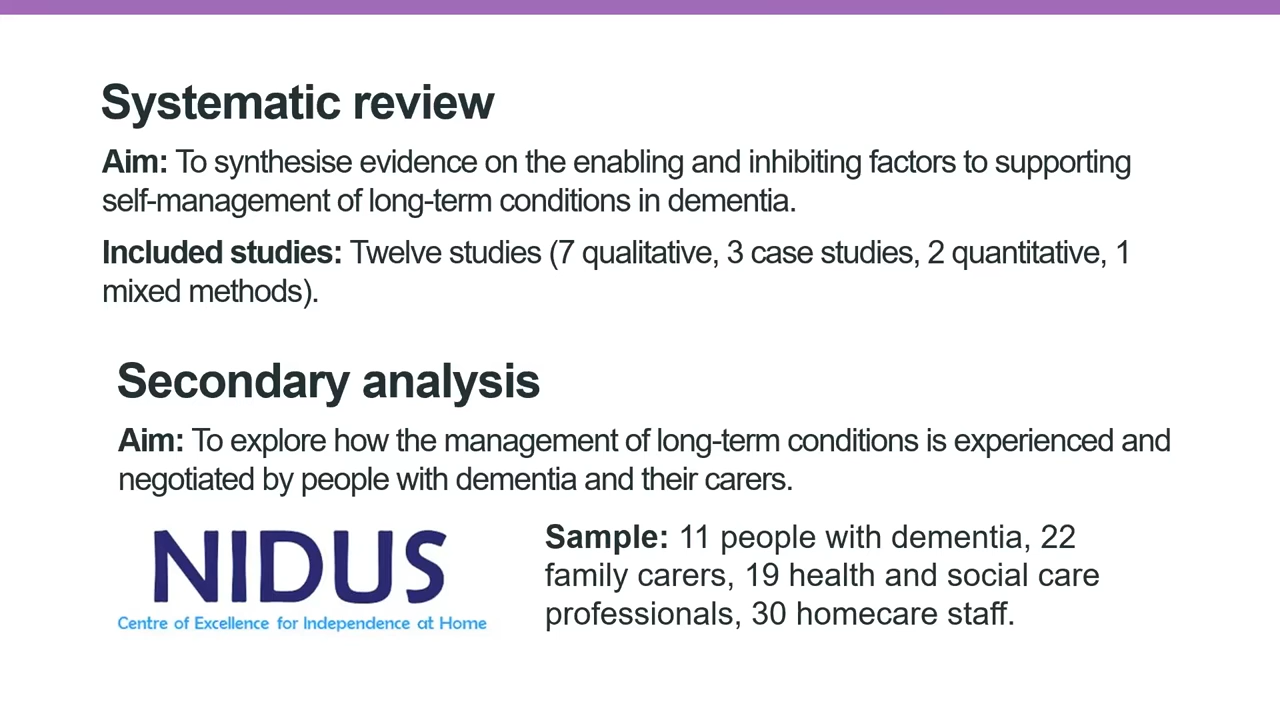 Systematic review
Aim: To synthesise evidence on the enabling and inhibiting factors to supporting
self-management of long-term conditions in dementia.
Included studies: Twelve studies (7 qualitative, 3 case studies, 2 quantitative, 1
mixed methods).
Secondary analysis
Aim: To explore how the management of long-term conditions is experienced and
negotiated by people with dementia and their carers.
NIDUS
Centre of Excellence for Independence at Home
Sample: 11 people with dementia, 22
family carers, 19 health and social care
professionals, 30 homecare staff.